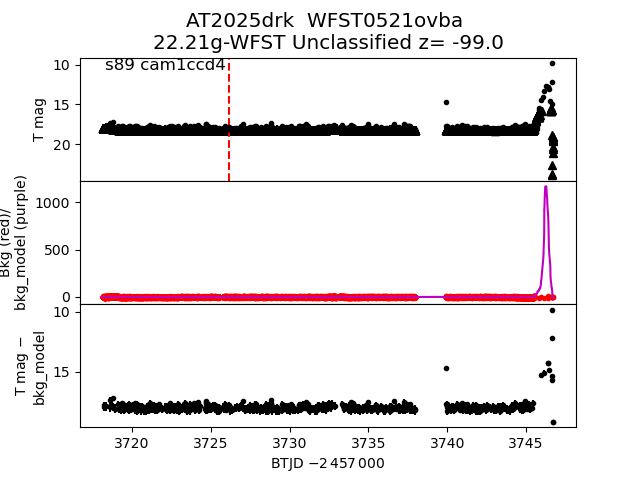 AT2025drk  WFST0521ovba
22.21g-WFST Unclassified z= -99.0
s89 cam1ccd4
T mag
10
15
20
Bkg (red)/
bkg_model (purple)
1000
500
0
T mag −
bkg_model
10
15
3720 3725 3730 3735 3740 3745
BTJD −2 457 000